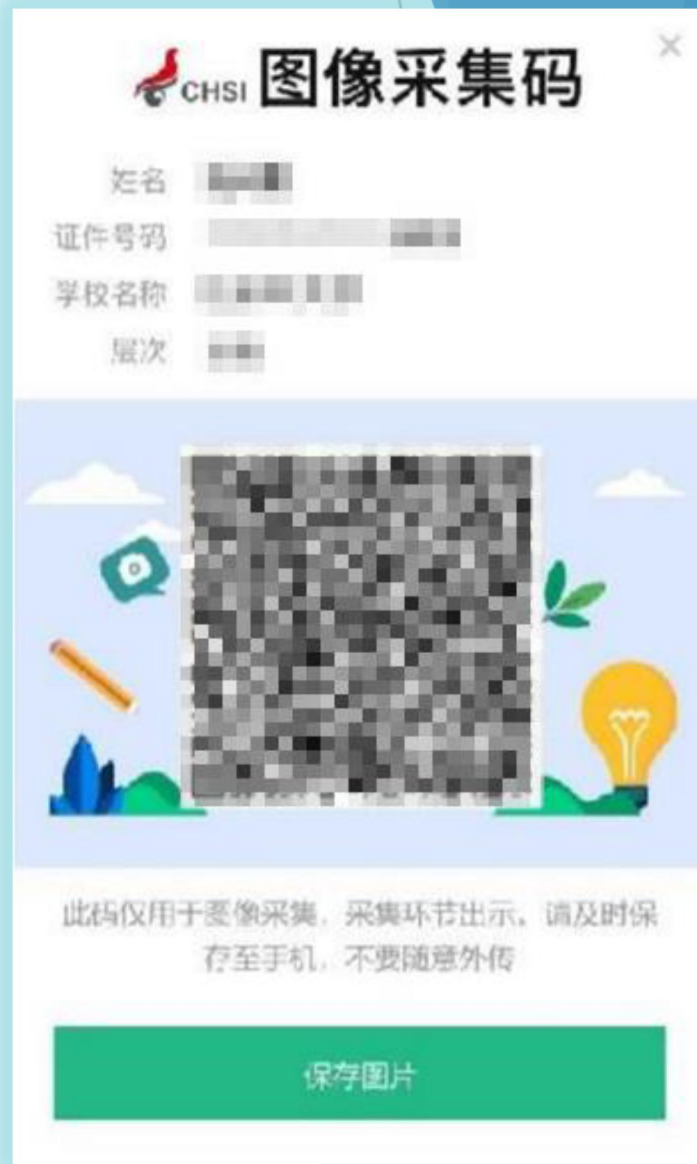 CHSI 图像采集码
姓名
证件号码
学校名称
层次
此码仅用于图像采集，采集环节出示。请及时保
存至手机，不要随意外传
保存图片